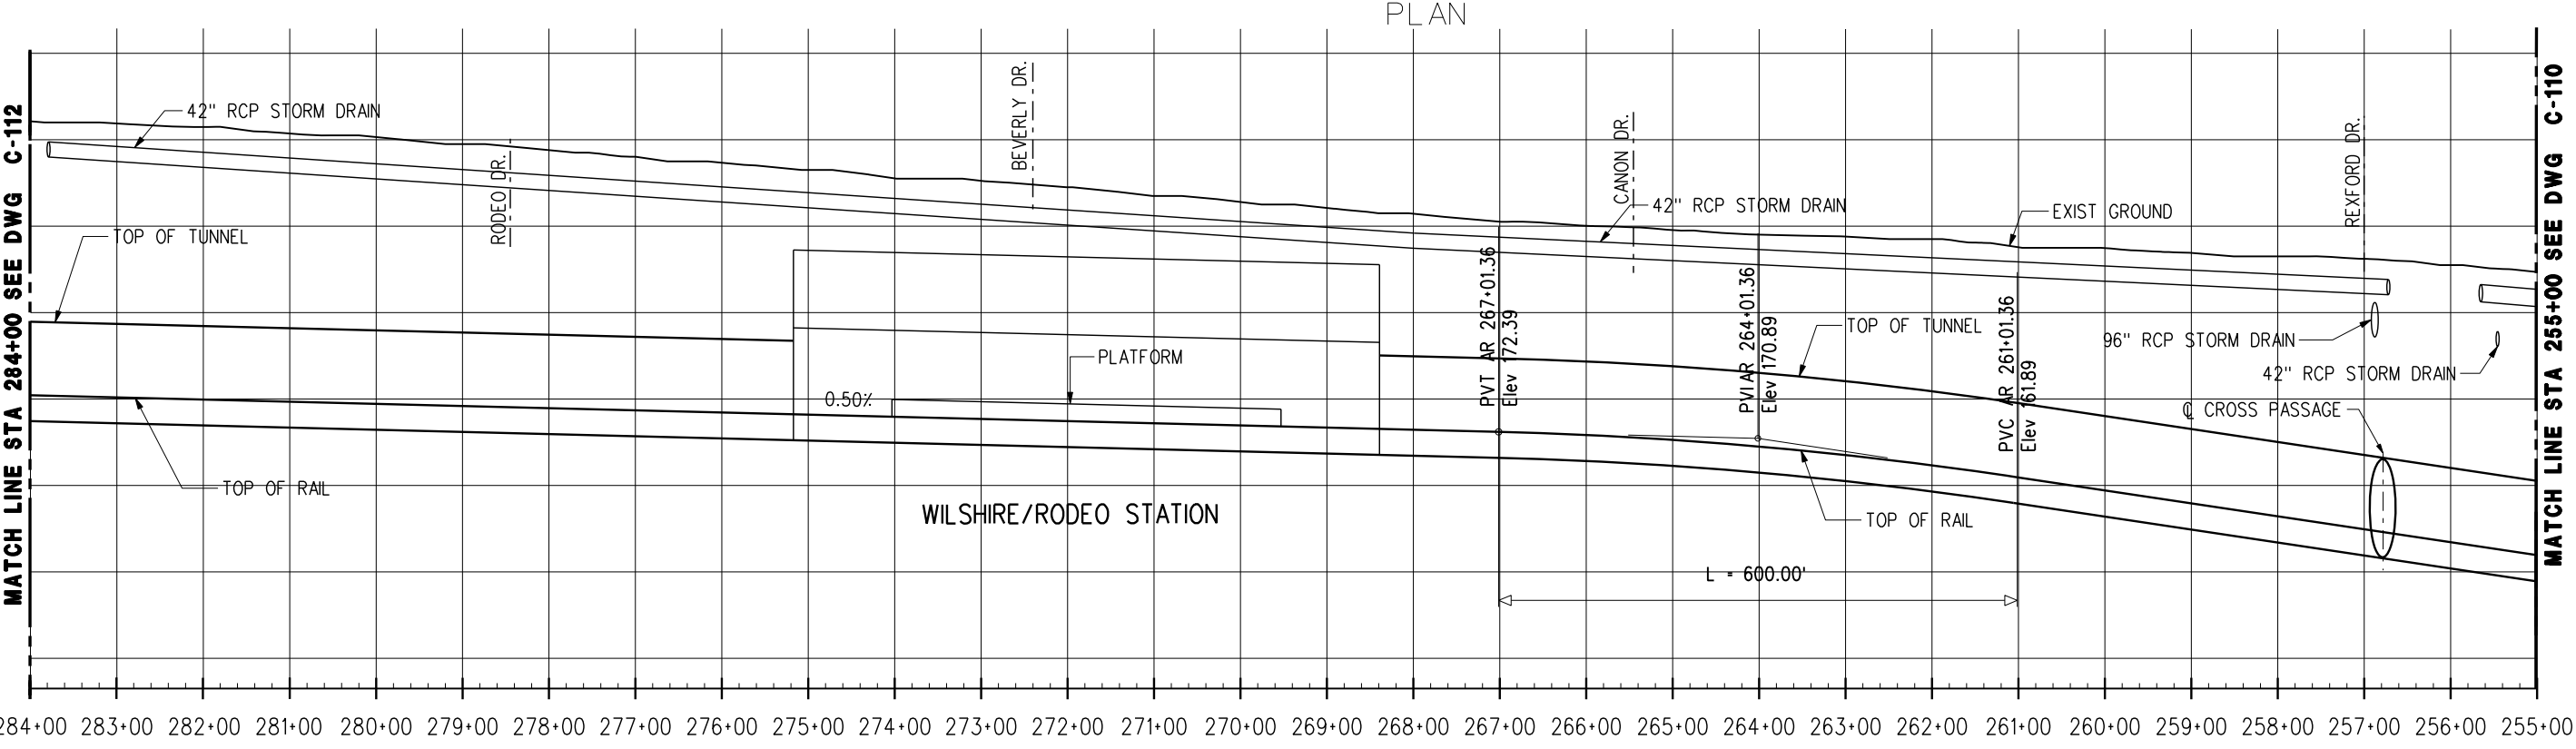 PLAN
MATCH LINE STA 284+00 SEE DWG C-112
42" RCP STORM DRAIN
RODEO DR.
BEVERLY DR.
CANON DR.
42" RCP STORM DRAIN
EXIST GROUND
REXFORD DR.
MATCH LINE STA 255+00 SEE DWG C-110
TOP OF TUNNEL
PVT AR 267+01.36
Elev 172.39
PVI AR 264+01.36
Elev 170.89
PVC AR 261+01.36
Elev 161.89
TOP OF TUNNEL
96" RCP STORM DRAIN
42" RCP STORM DRAIN
PLATFORM
0.50%
℄ CROSS PASSAGE
TOP OF RAIL
WILSHIRE/RODEO STATION
TOP OF RAIL
L = 600.00'
284+00 283+00 282+00 281+00 280+00 279+00 278+00 277+00 276+00 275+00 274+00 273+00 272+00 271+00 270+00 269+00 268+00 267+00 266+00 265+00 264+00 263+00 262+00 261+00 260+00 259+00 258+00 257+00 256+00 255+00